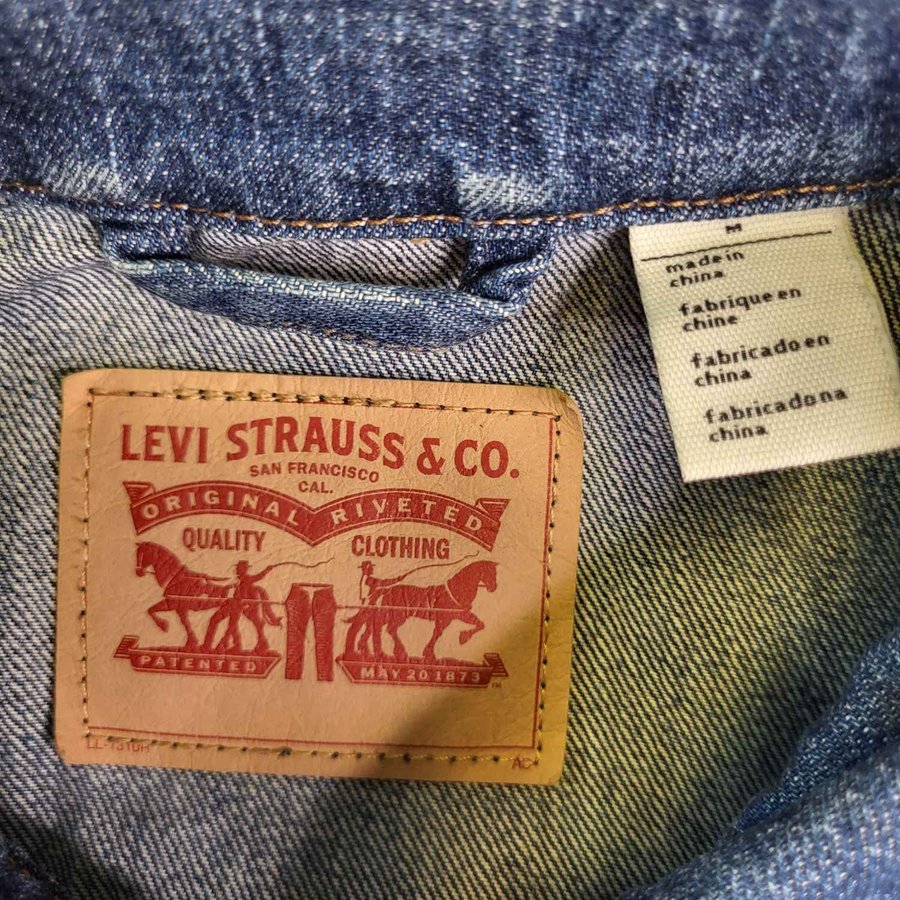 M
made in
china
fabrique en
chine
fabricado en
china
fabricado na
china
LEVI STRAUSS & CO.
SAN FRANCISCO
CAL.
ORIGINAL RIVETED
QUALITY CLOTHING
PATENTED MAY 20 1873
TM